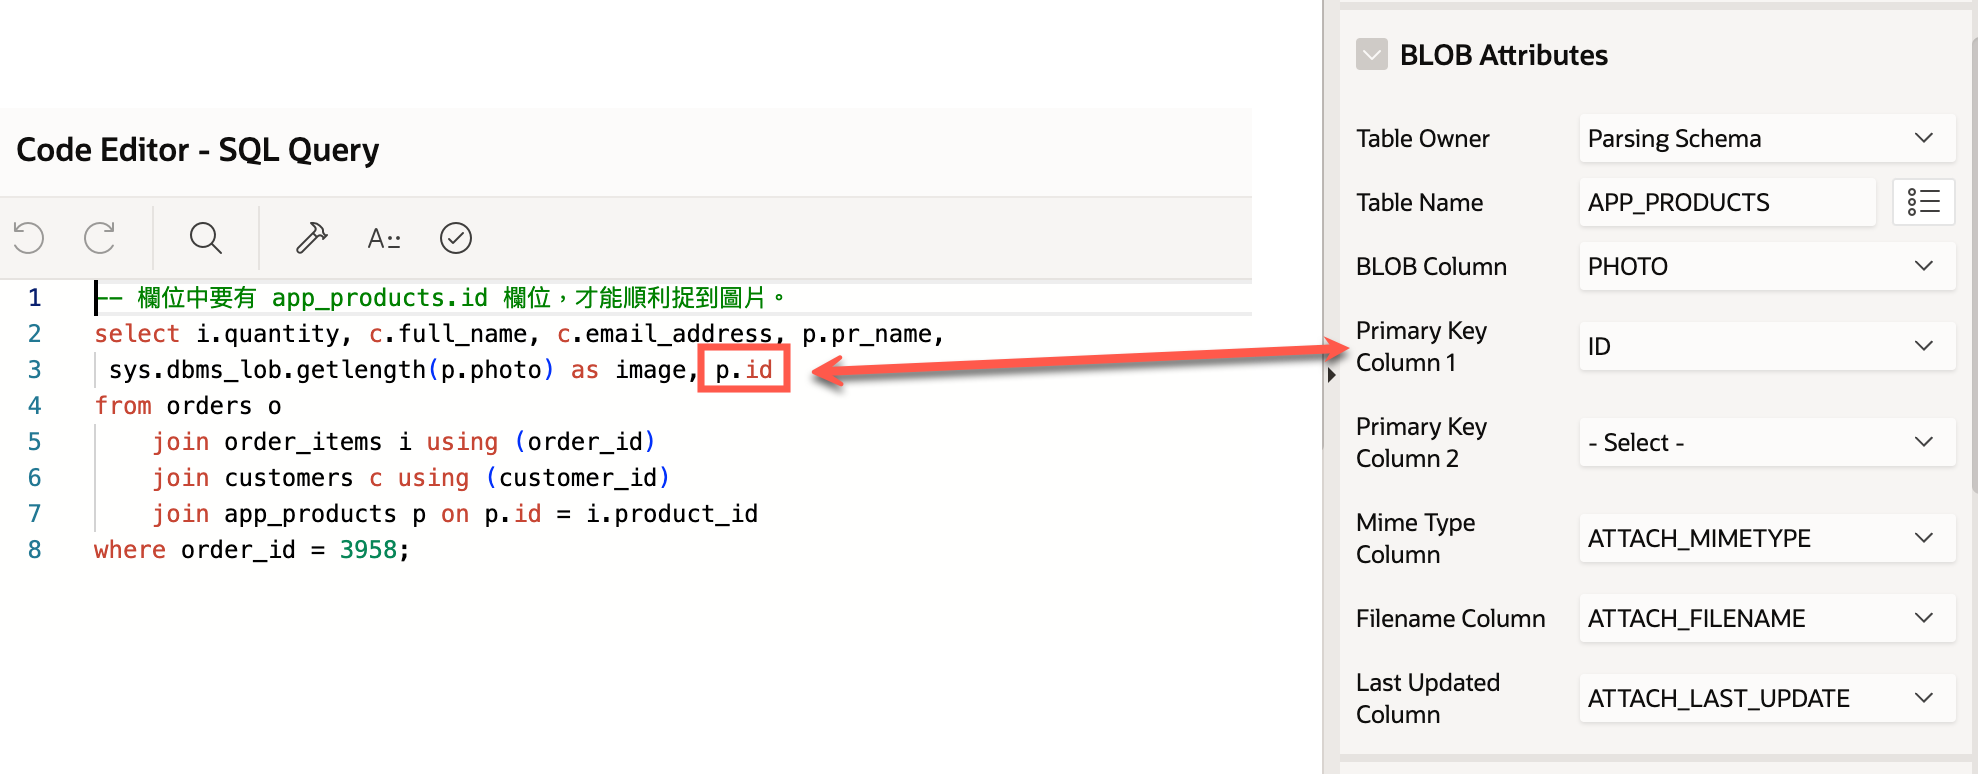 Code Editor - SQL Query
1 -- 欄位中要有 app_products.id 欄位，才能順利捉到圖片。
2 select i.quantity, c.full_name, c.email_address, p.pr_name,
3 sys.dbms_lob.getlength(p.photo) as image, p.id
4 from orders o
5 join order_items i using (order_id)
6 join customers c using (customer_id)
7 join app_products p on p.id = i.product_id
8 where order_id = 3958;
BLOB Attributes
Table Owner Parsing Schema
Table Name APP_PRODUCTS
BLOB Column PHOTO
Primary Key
Column 1 ID
Primary Key
Column 2 - Select -
Mime Type
Column ATTACH_MIMETYPE
Filename Column ATTACH_FILENAME
Last Updated
Column ATTACH_LAST_UPDATE